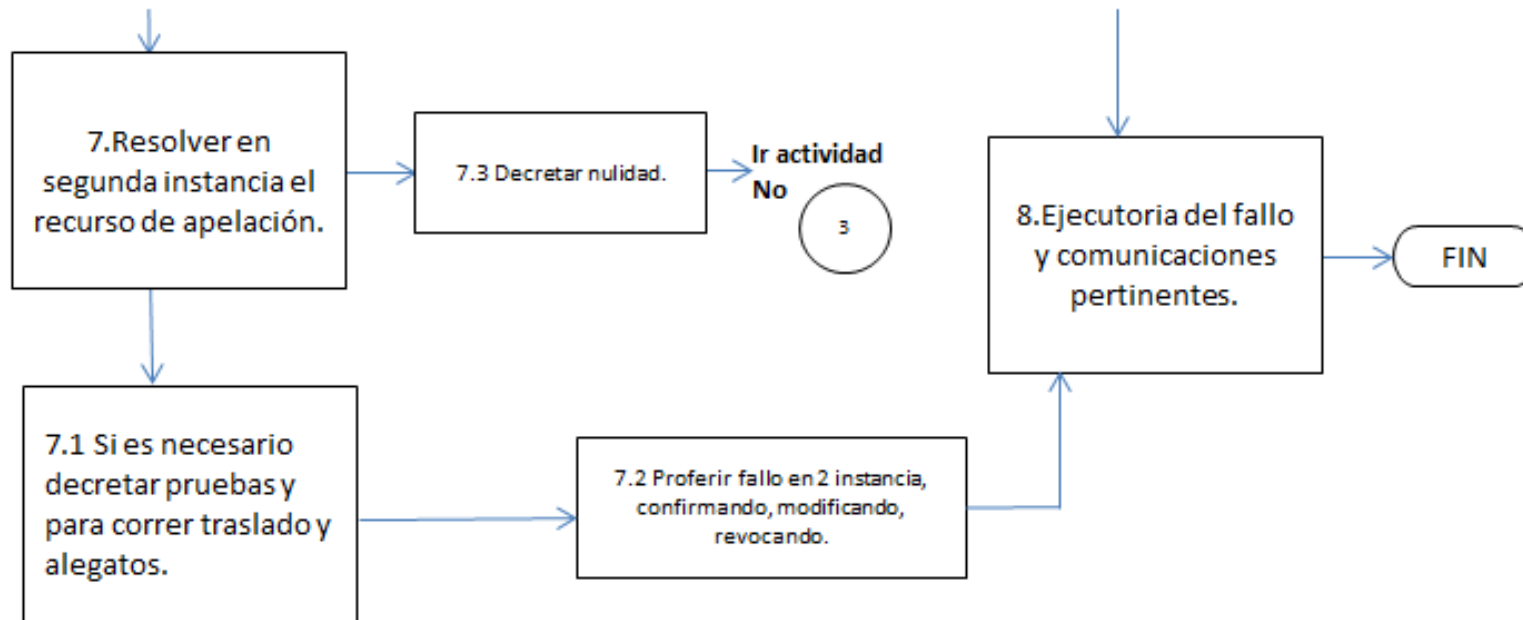 7.Resolver en
segunda instancia el
recurso de apelación.
7.3 Decretar nulidad.
Ir actividad
No
3
8.Ejecutoria del fallo
y comunicaciones
pertinentes.
FIN
7.1 Si es necesario
decretar pruebas y
para correr traslado y
alegatos.
7.2 Proferir fallo en 2 instancia,
confirmando, modificando,
revocando.